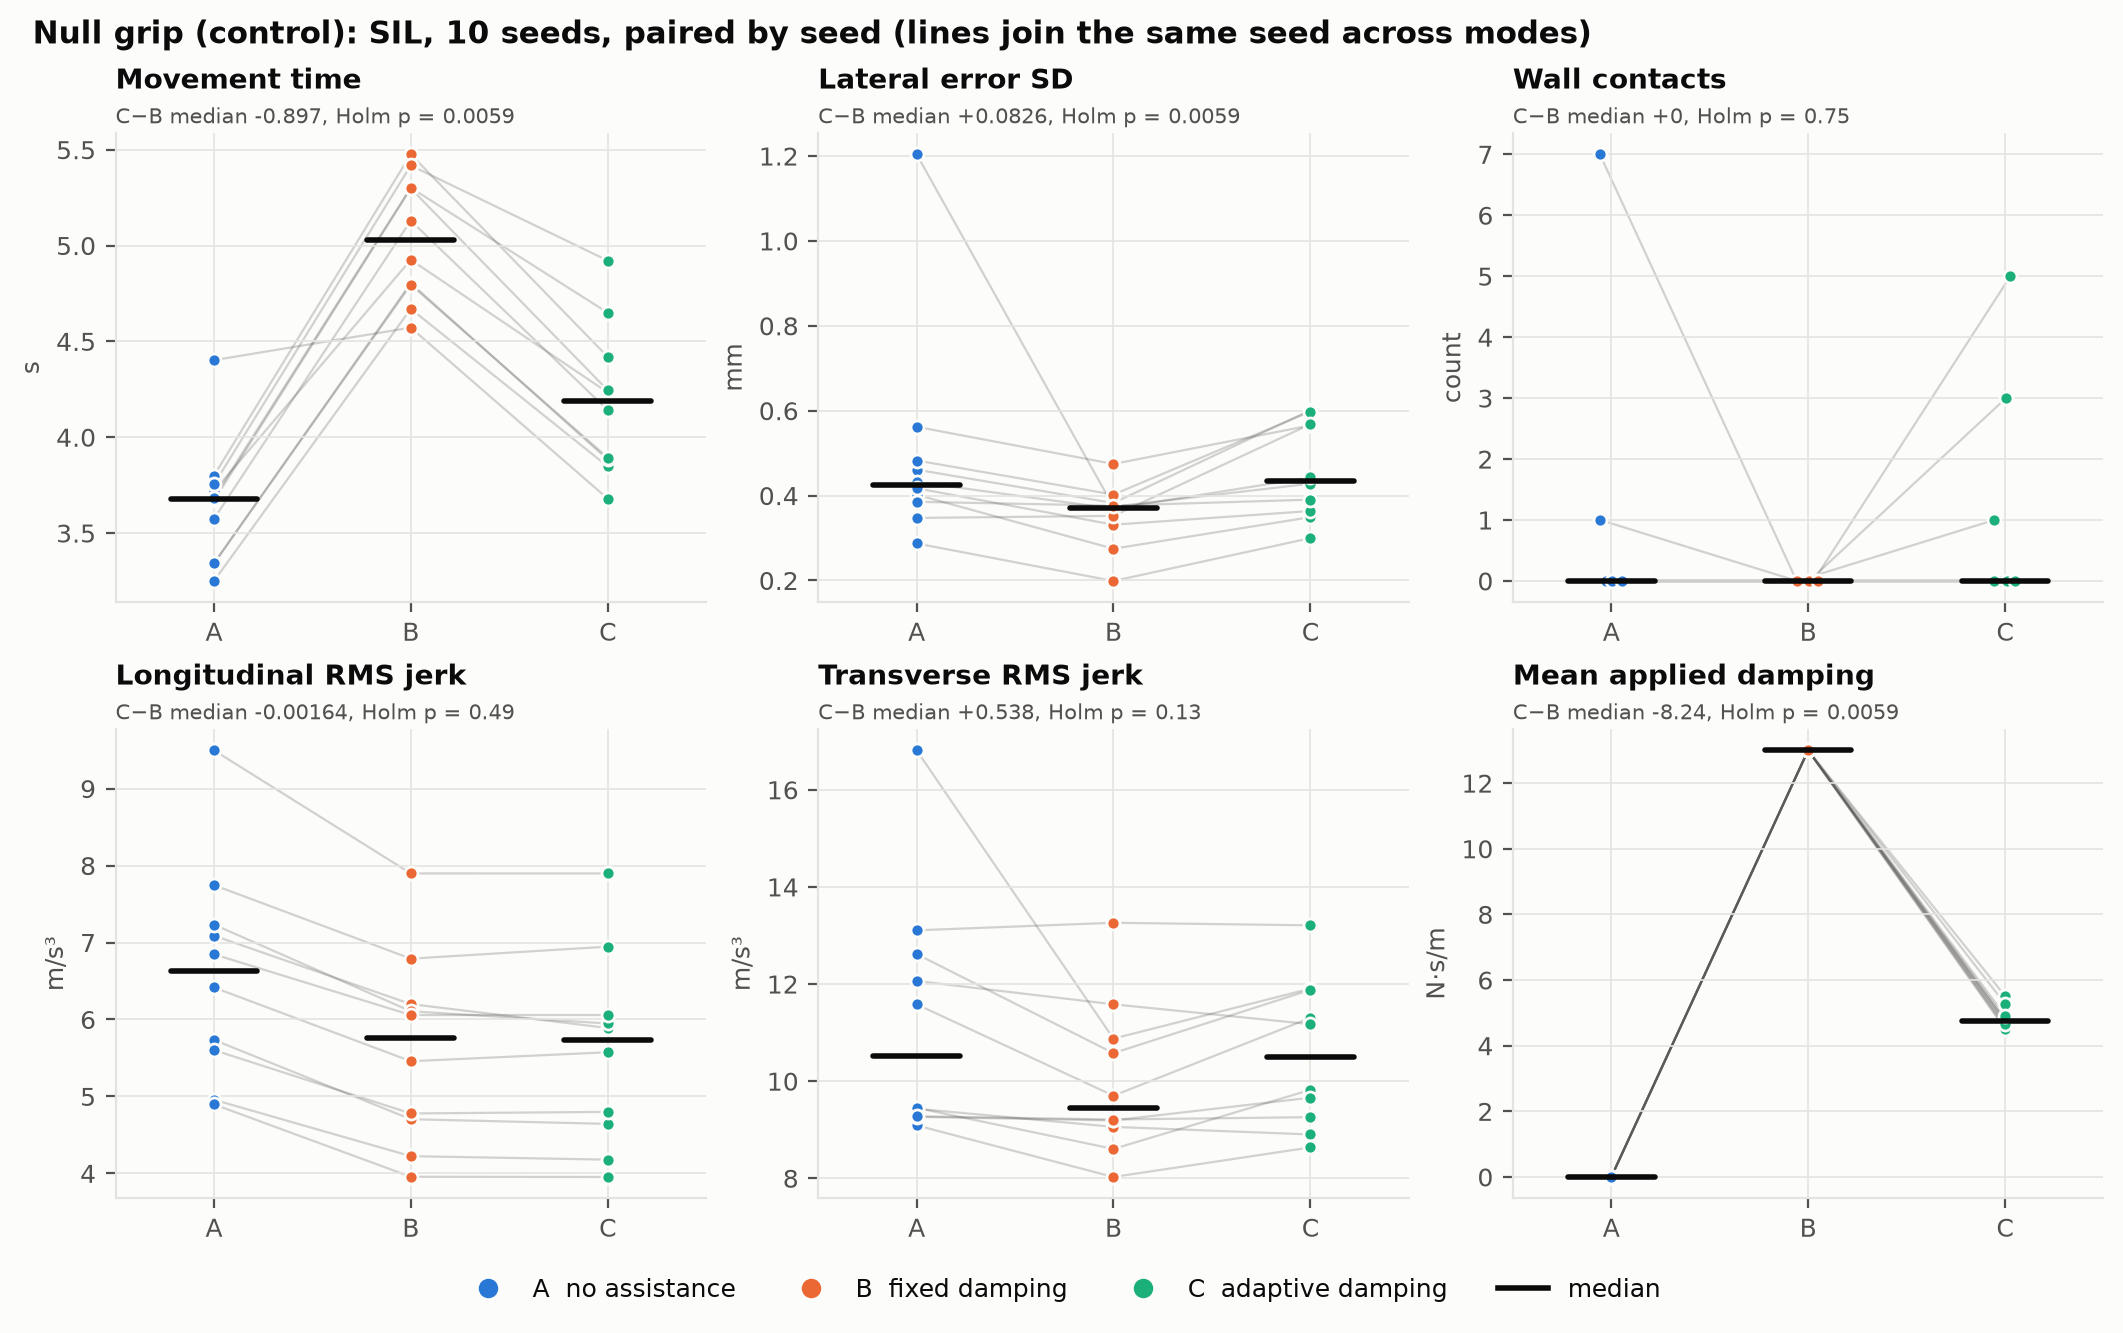 Null grip (control): SIL, 10 seeds, paired by seed (lines join the same seed across modes)
Movement time
C−B median -0.897, Holm p = 0.0059
5.5
5.0
4.5
4.0
3.5
s
A
B
C
Lateral error SD
C−B median +0.0826, Holm p = 0.0059
1.2
1.0
0.8
0.6
0.4
0.2
mm
A
B
C
Wall contacts
C−B median +0, Holm p = 0.75
7
6
5
4
3
2
1
0
count
A
B
C
Longitudinal RMS jerk
C−B median -0.00164, Holm p = 0.49
9
8
7
6
5
4
m/s³
A
B
C
Transverse RMS jerk
C−B median +0.538, Holm p = 0.13
16
14
12
10
8
m/s³
A
B
C
Mean applied damping
C−B median -8.24, Holm p = 0.0059
12
10
8
6
4
2
0
N·s/m
A
B
C
A no assistance
B fixed damping
C adaptive damping
median